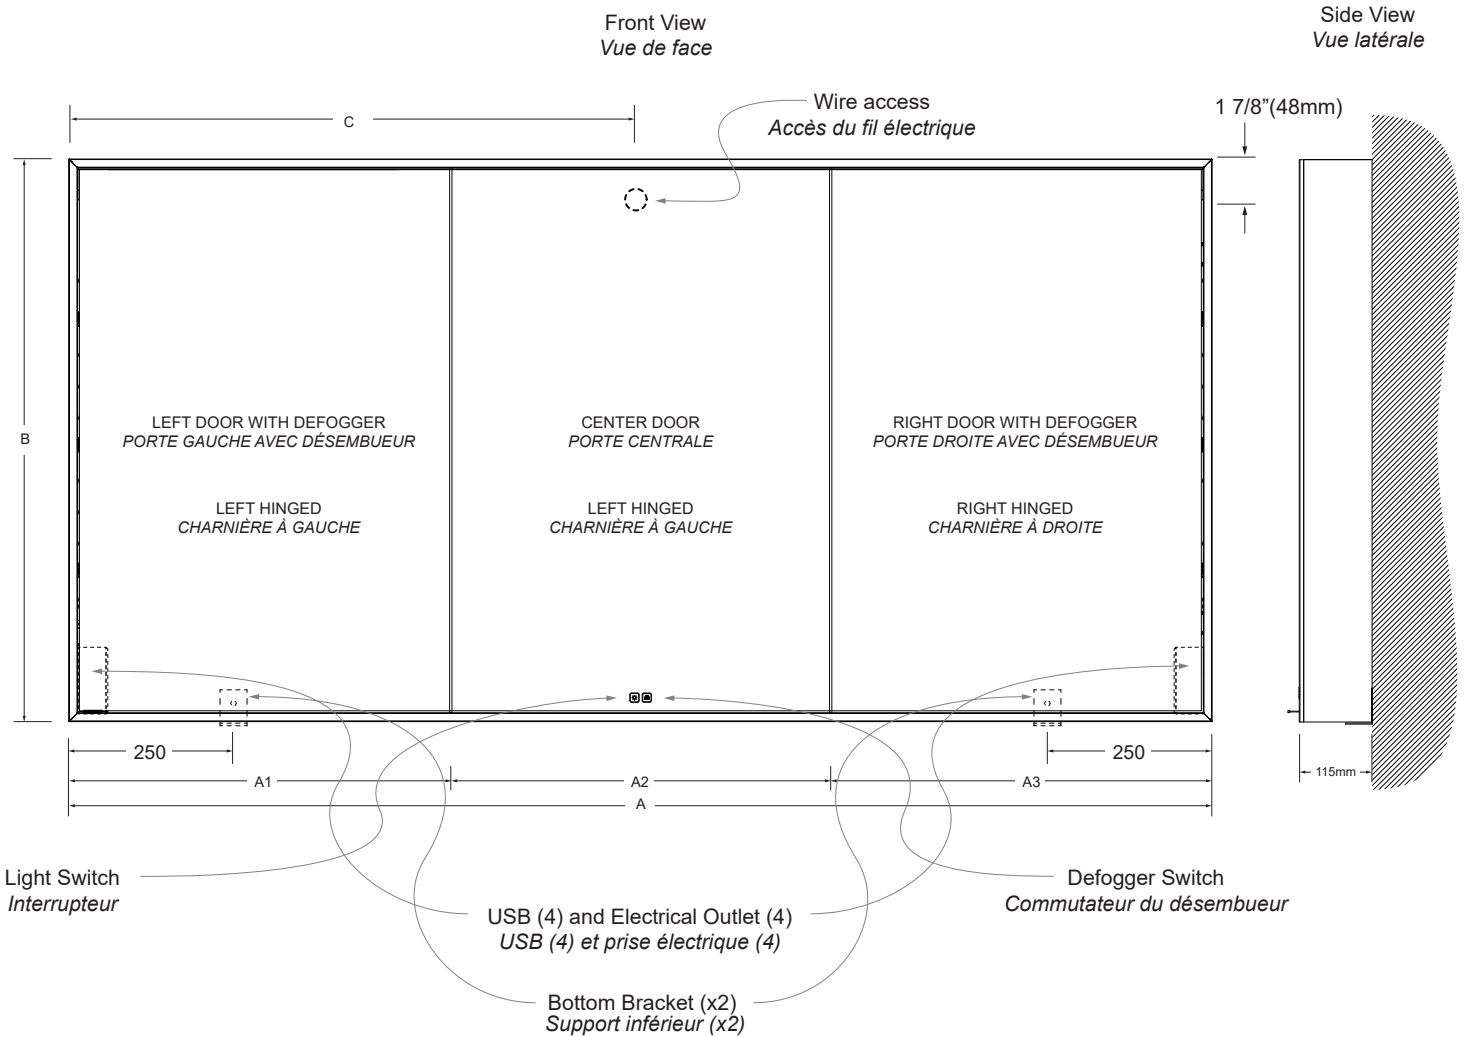 Front View
Vue de face
Side View
Vue latérale
C
Wire access
Accès du fil électrique
1 7/8”(48mm)
B
LEFT DOOR WITH DEFOGGER
PORTE GAUCHE AVEC DÉSEMBUEUR
LEFT HINGED
CHARNIÈRE À GAUCHE
CENTER DOOR
PORTE CENTRALE
LEFT HINGED
CHARNIÈRE À GAUCHE
RIGHT DOOR WITH DEFOGGER
PORTE DROITE AVEC DÉSEMBUEUR
RIGHT HINGED
CHARNIÈRE À DROITE
250
250
A1
A2
A3
A
115mm
Light Switch
Interrupteur
USB (4) and Electrical Outlet (4)
USB (4) et prise électrique (4)
Defogger Switch
Commutateur du désembueur
Bottom Bracket (x2)
Support inférieur (x2)